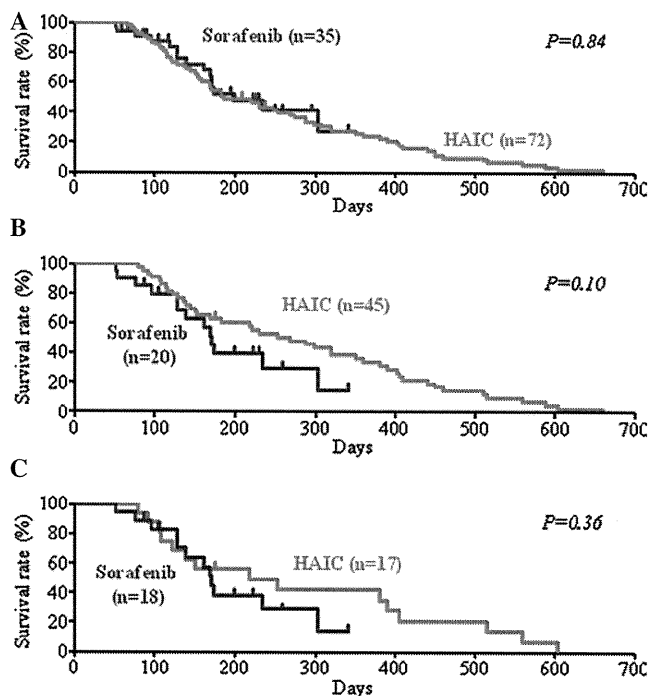 A
Survival rate (%)
100
80
60
40
20
0
Sorafenib (n=35)
P=0.84
HAIC (n=72)
0 100 200 300 400 500 600 700
Days
B
Survival rate (%)
100
80
60
40
20
0
P=0.10
HAIC (n=45)
Sorafenib
(n=20)
0 100 200 300 400 500 600 700
Days
C
Survival rate (%)
100
80
60
40
20
0
P=0.36
HAIC (n=17)
Sorafenib
(n=18)
0 100 200 300 400 500 600 700
Days